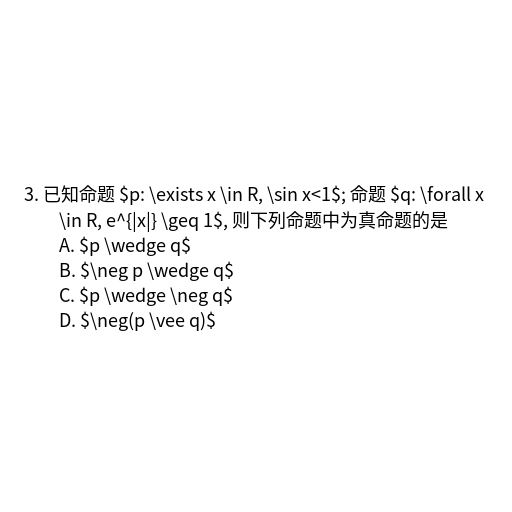 3. 已知命题 $p: \exists x \in R, \sin x<1$; 命题 $q: \forall x
\in R, e^{|x|} \geq 1$, 则下列命题中为真命题的是
A. $p \wedge q$
B. $\neg p \wedge q$
C. $p \wedge \neg q$
D. $\neg(p \vee q)$